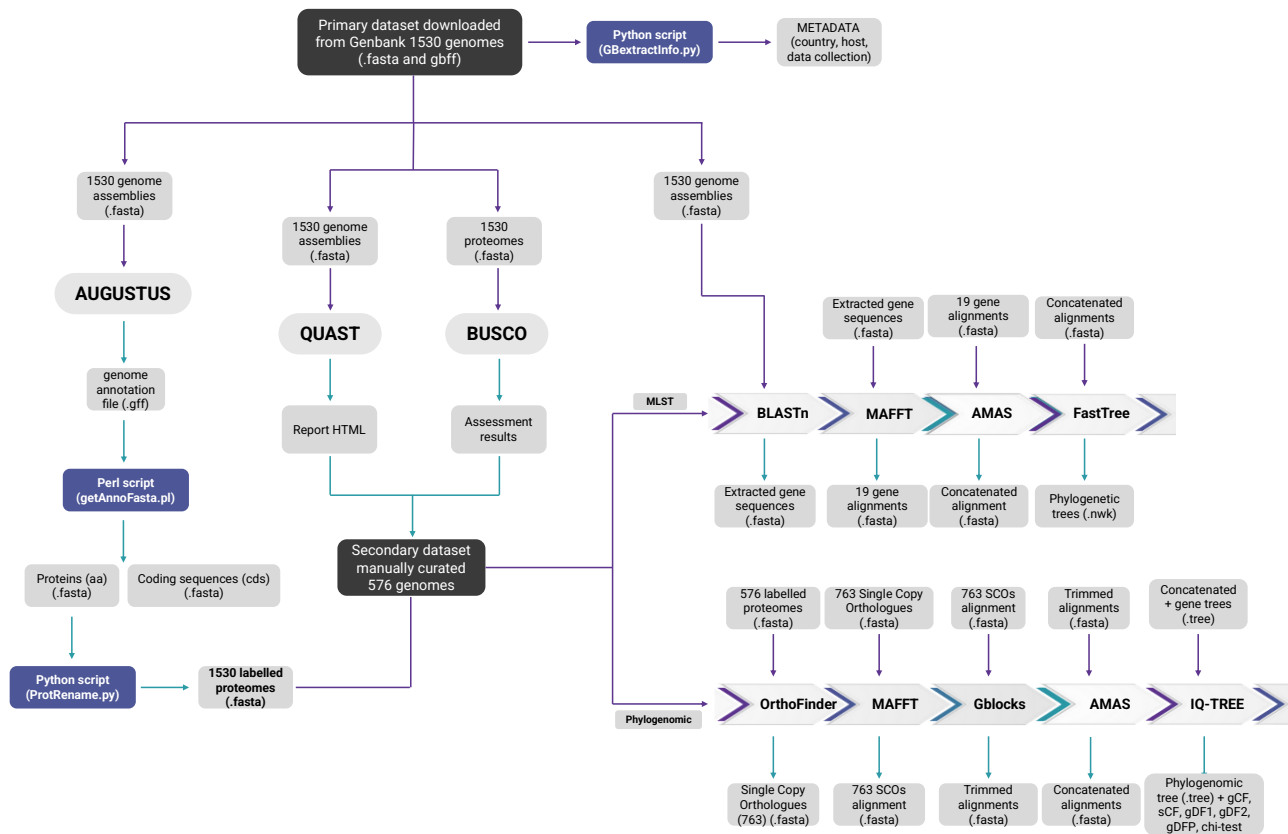 Primary dataset downloaded
from Genbank 1530 genomes
(.fasta and gbff)
Python script
(GBextractInfo.py)
METADATA
(country, host,
data collection)
1530 genome
assemblies
(.fasta)
1530 genome
assemblies
(.fasta)
1530
proteomes
(.fasta)
1530 genome
assemblies
(.fasta)
AUGUSTUS
QUAST
BUSCO
genome
annotation
file (.gff)
Report HTML
Assessment
results
Perl script
(getAnnoFasta.pl)
Proteins (aa)
(.fasta)
Coding sequences (cds)
(.fasta)
Python script
(ProtRename.py)
1530 labelled
proteomes
(.fasta)
Secondary dataset
manually curated
576 genomes
MLST
Extracted gene
sequences
(.fasta)
19 gene
alignments
(.fasta)
Concatenated
alignments
(.fasta)
BLASTn
MAFFT
AMAS
FastTree
Extracted gene
sequences
(.fasta)
19 gene
alignments
(.fasta)
Concatenated
alignment
(.fasta)
Phylogenetic
trees (.nwk)
Phylogenomic
576 labelled
proteomes
(.fasta)
763 Single Copy
Orthologues
(.fasta)
763 SCOs
alignment
(.fasta)
Trimmed
alignments
(.fasta)
Concatenated
+ gene trees
(.tree)
OrthoFinder
MAFFT
Gblocks
AMAS
IQ-TREE
Single Copy
Orthologues
(763) (.fasta)
763 SCOs
alignment
(.fasta)
Trimmed
alignments
(.fasta)
Concatenated
alignments
(.fasta)
Phylogenomic
tree (.tree) + gCF,
sCF, gDF1, gDF2,
gDFP, chi-test